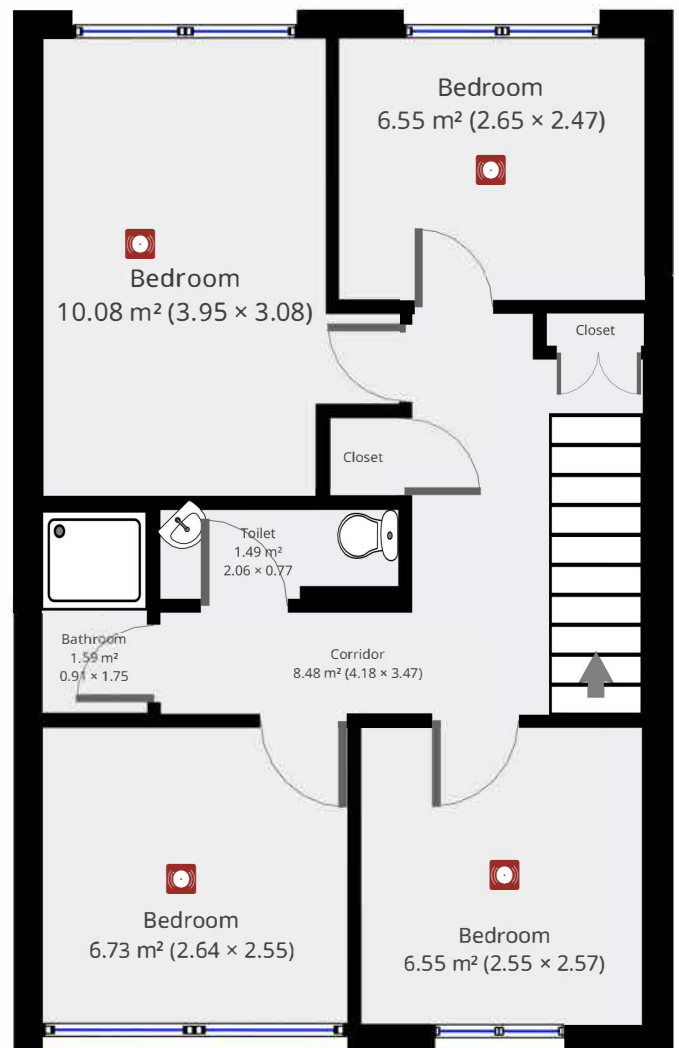 Bedroom
6.55 m² (2.65 × 2.47)
Bedroom
10.08 m² (3.95 × 3.08)
Closet
Closet
Toilet
1.49 m²
2.06 × 0.77
Bathroom
1.59 m²
0.91 × 1.75
Corridor
8.48 m² (4.18 × 3.47)
Bedroom
6.73 m² (2.64 × 2.55)
Bedroom
6.55 m² (2.55 × 2.57)